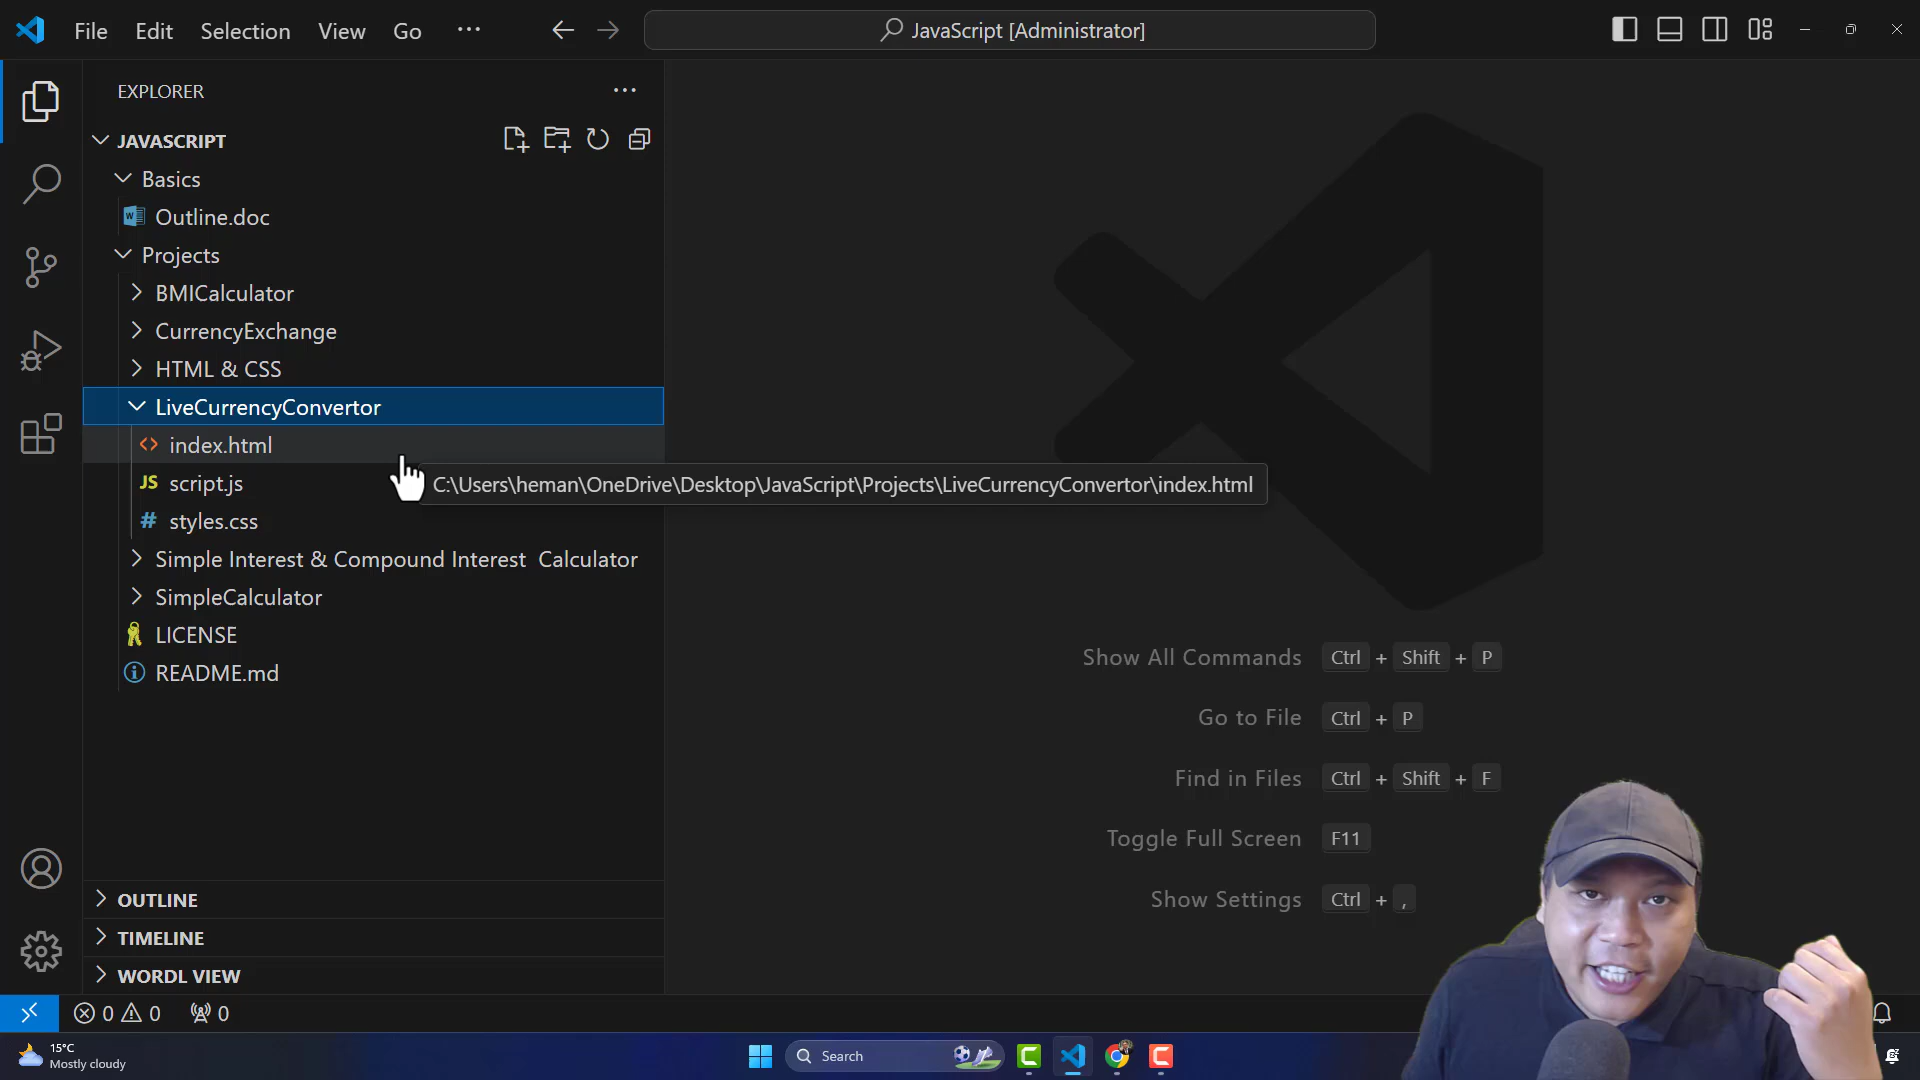 File Edit Selection View Go ··· JavaScript [Administrator]
EXPLORER
JAVASCRIPT
Basics
Outline.doc
Projects
BMICalculator
CurrencyExchange
HTML & CSS
LiveCurrencyConvertor
index.html
JS script.js
C:\Users\heman\OneDrive\Desktop\JavaScript\Projects\LiveCurrencyConvertor\index.html
# styles.css
Simple Interest & Compound Interest Calculator
SimpleCalculator
LICENSE
README.md
Show All Commands Ctrl + Shift + P
Go to File Ctrl + P
Find in Files Ctrl + Shift + F
Toggle Full Screen F11
Show Settings Ctrl + ,
OUTLINE
TIMELINE
WORDL VIEW
0 0 0
15°C
Mostly cloudy
Search